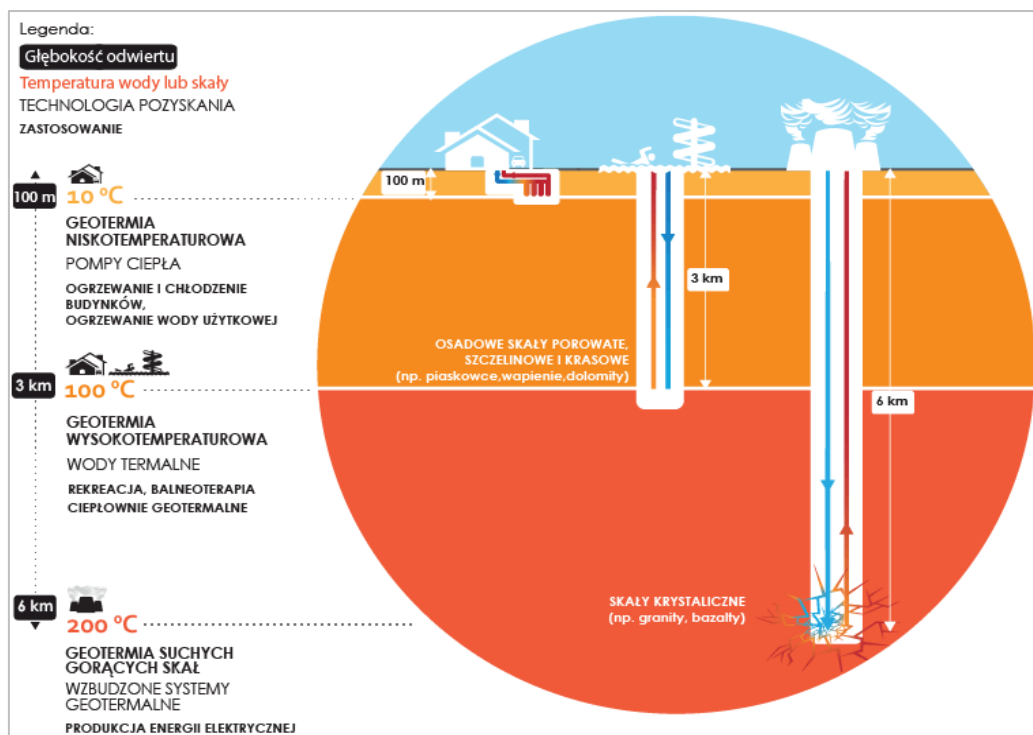 Legenda:
Głębokość odwiertu
Temperatura wody lub skały
TECHNOLOGIA POZYSKANIA
ZASTOSOWANIE
100 m
10 °C
GEOTERMIA
NISKOTEMPERATUROWA
POMPY CIEPŁA
OGRZEWANIE I CHŁODZENIE
BUDYNKÓW,
OGRZEWANIE WODY UŻYTKOWEJ
3 km
100 °C
GEOTERMIA
WYSOKOTEMPERATUROWA
WODY TERMALNE
REKREACJA, BALNEOTERAPIA
CIEPŁOWNIE GEOTERMALNE
6 km
200 °C
GEOTERMIA SUCHYCH
GORĄCYCH SKAŁ
WZBUDZONE SYSTEMY
GEOTERMALNE
PRODUKCJA ENERGII ELEKTRYCZNEJ
100 m
3 km
OSADOWE SKAŁY POROWATE,
SZCZELINOWE I KRASOWE
(np. piaskowce,wapienie,dolomity)
6 km
SKAŁY KRYSTALICZNE
(np. granity, bazalty)